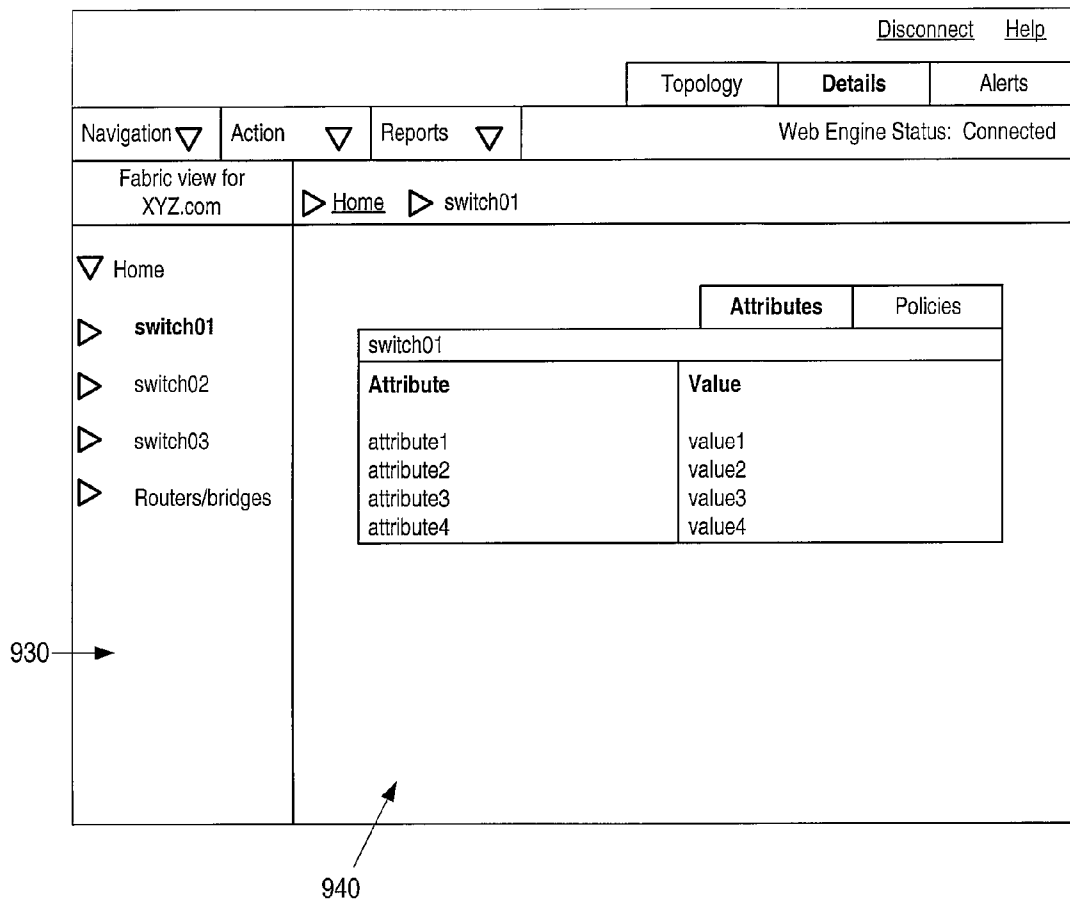 Disconnect Help
Topology Details Alerts
Navigation Action Reports Web Engine Status: Connected
Fabric view for
XYZ.com
Home switch01
Home
switch01
switch02
switch03
Routers/bridges
Attributes Policies
switch01
Attribute Value
attribute1 value1
attribute2 value2
attribute3 value3
attribute4 value4
930
940